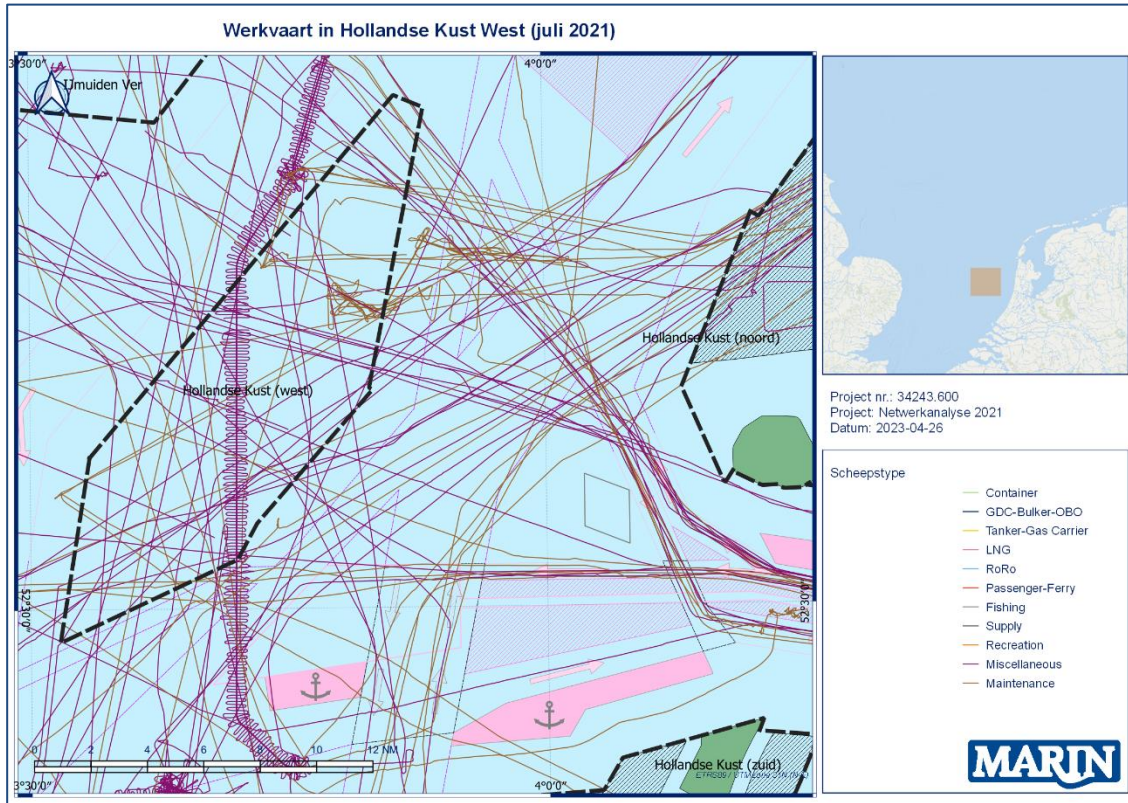 Werkvaart in Hollandse Kust West (juli 2021)
3°30'0"
4°0'0"
IJmuiden Ver
Hollandse Kust (noord)
Hollandse Kust (west)
52°30'0"
52°30'0"
0 2 4 6 8 10 12 NM
Hollandse Kust (zuid)
3°30'0"
4°0'0"
Project nr.: 34243.600
Project: Netwerkanalyse 2021
Datum: 2023-04-26
Scheepstype
Container
GDC-Bulker-OBO
Tanker-Gas Carrier
LNG
RoRo
Passenger-Ferry
Fishing
Supply
Recreation
Miscellaneous
Maintenance
MARIN